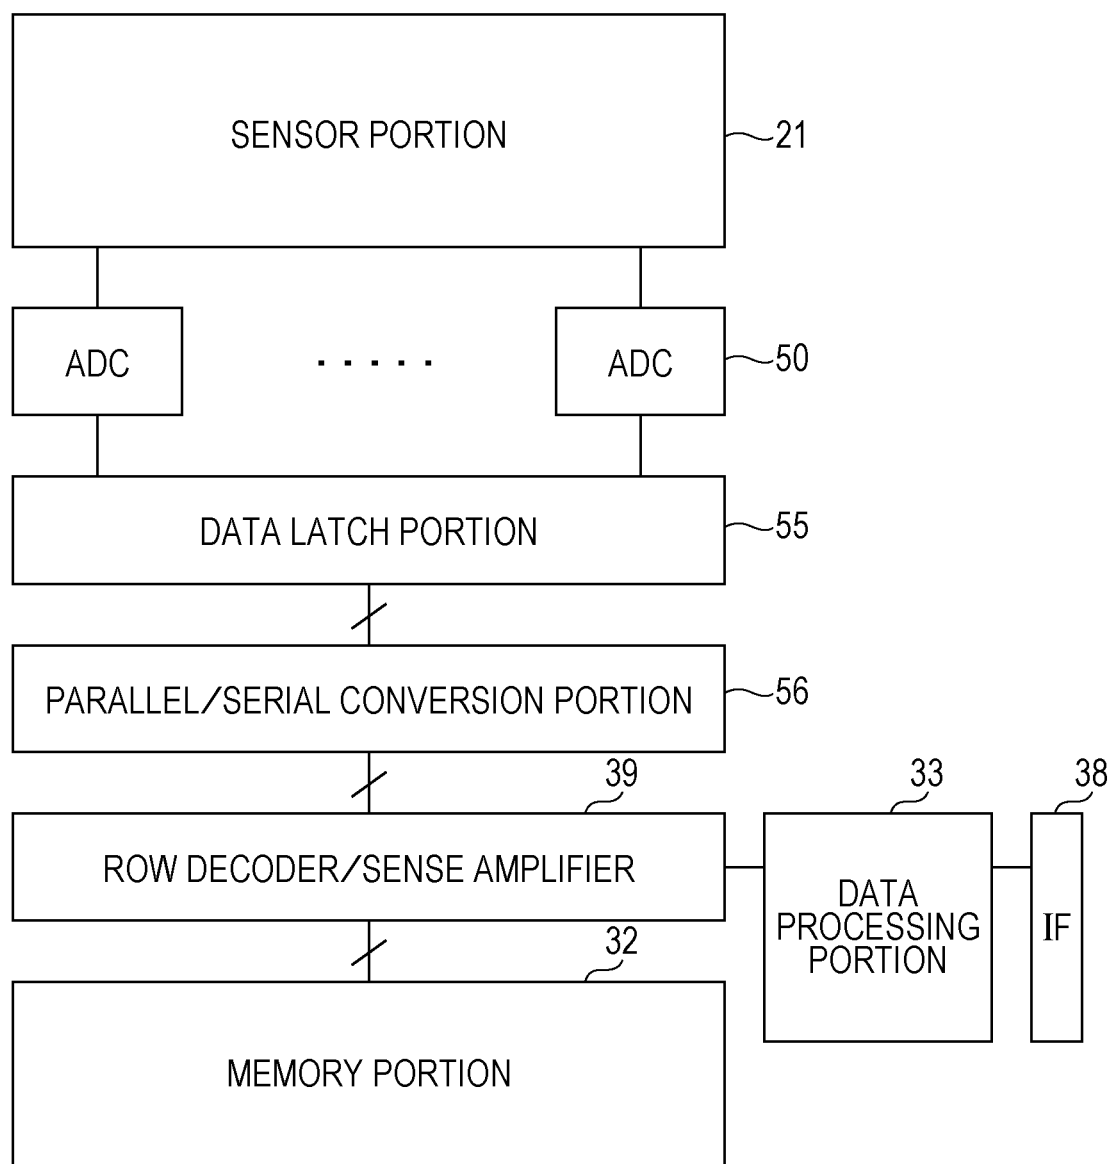 SENSOR PORTION
21
ADC
. . . . .
ADC
50
DATA LATCH PORTION
55
PARALLEL/SERIAL CONVERSION PORTION
56
39
33
38
ROW DECODER/SENSE AMPLIFIER
DATA
PROCESSING
PORTION
IF
32
MEMORY PORTION